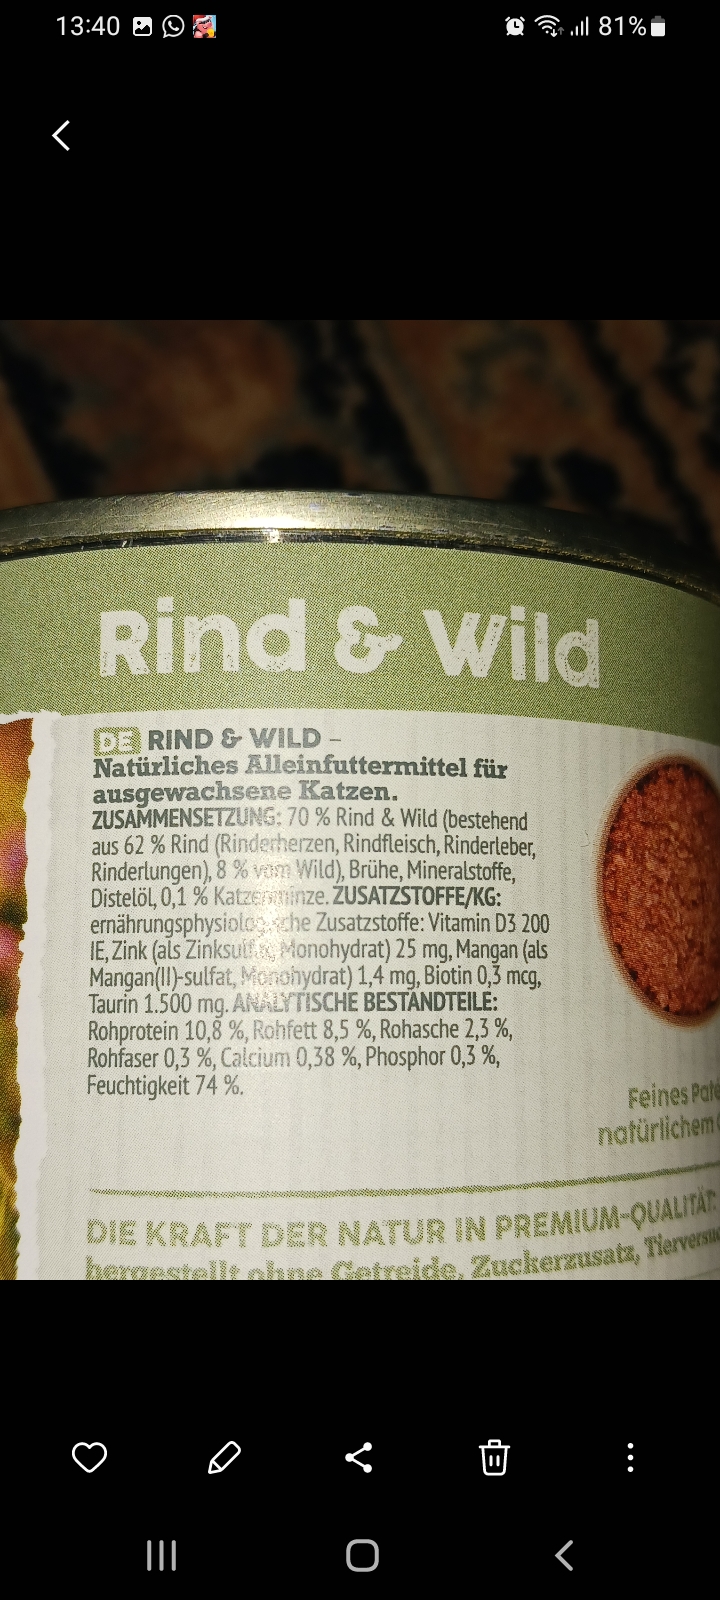 13:40
81%
Rind & Wild
DE RIND & WILD –
Natürliches Alleinfuttermittel für
ausgewachsene Katzen.
ZUSAMMENSETZUNG: 70 % Rind & Wild (bestehend
aus 62 % Rind (Rinderherzen, Rindfleisch, Rinderleber,
Rinderlungen), 8 % vom Wild), Brühe, Mineralstoffe,
Distelöl, 0,1 % Katzenminze. ZUSATZSTOFFE/KG:
ernährungsphysiologische Zusatzstoffe: Vitamin D3 200
IE, Zink (als Zinksulfat, Monohydrat) 25 mg, Mangan (als
Mangan(II)-sulfat, Monohydrat) 1,4 mg, Biotin 0,3 mcg,
Taurin 1.500 mg. ANALYTISCHE BESTANDTEILE:
Rohprotein 10,8 %, Rohfett 8,5 %, Rohasche 2,3 %,
Rohfaser 0,3 %, Calcium 0,38 %, Phosphor 0,3 %,
Feuchtigkeit 74 %.
Feines Paté
natürlichem
DIE KRAFT DER NATUR IN PREMIUM-QUALITÄT:
hergestellt ohne Getreide, Zuckerzusatz,